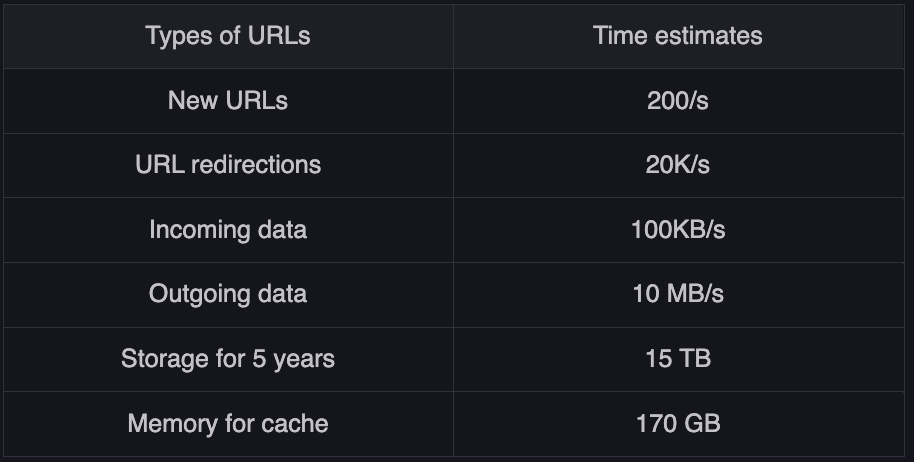 Types of URLs Time estimates
New URLs 200/s
URL redirections 20K/s
Incoming data 100KB/s
Outgoing data 10 MB/s
Storage for 5 years 15 TB
Memory for cache 170 GB